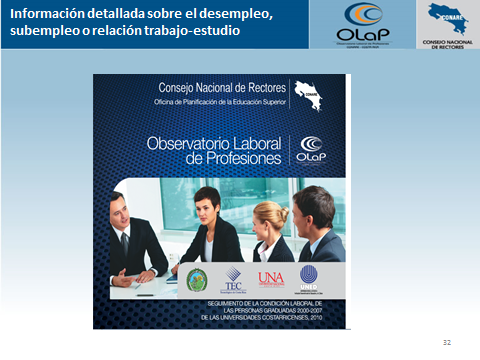 Información detallada sobre el desempleo,
subempleo o relación trabajo-estudio
OLaP
CONARE
CONSEJO NACIONAL
DE RECTORES
Consejo Nacional de Rectores
Oficina de Planificación de la Educación Superior
CONARE
Observatorio Laboral
de Profesiones
OLaP
TEC
UNA
UNED
SEGUIMIENTO DE LA CONDICIÓN LABORAL DE
LAS PERSONAS GRADUADAS 2000-2007
DE LAS UNIVERSIDADES COSTARRICENSES, 2010
32